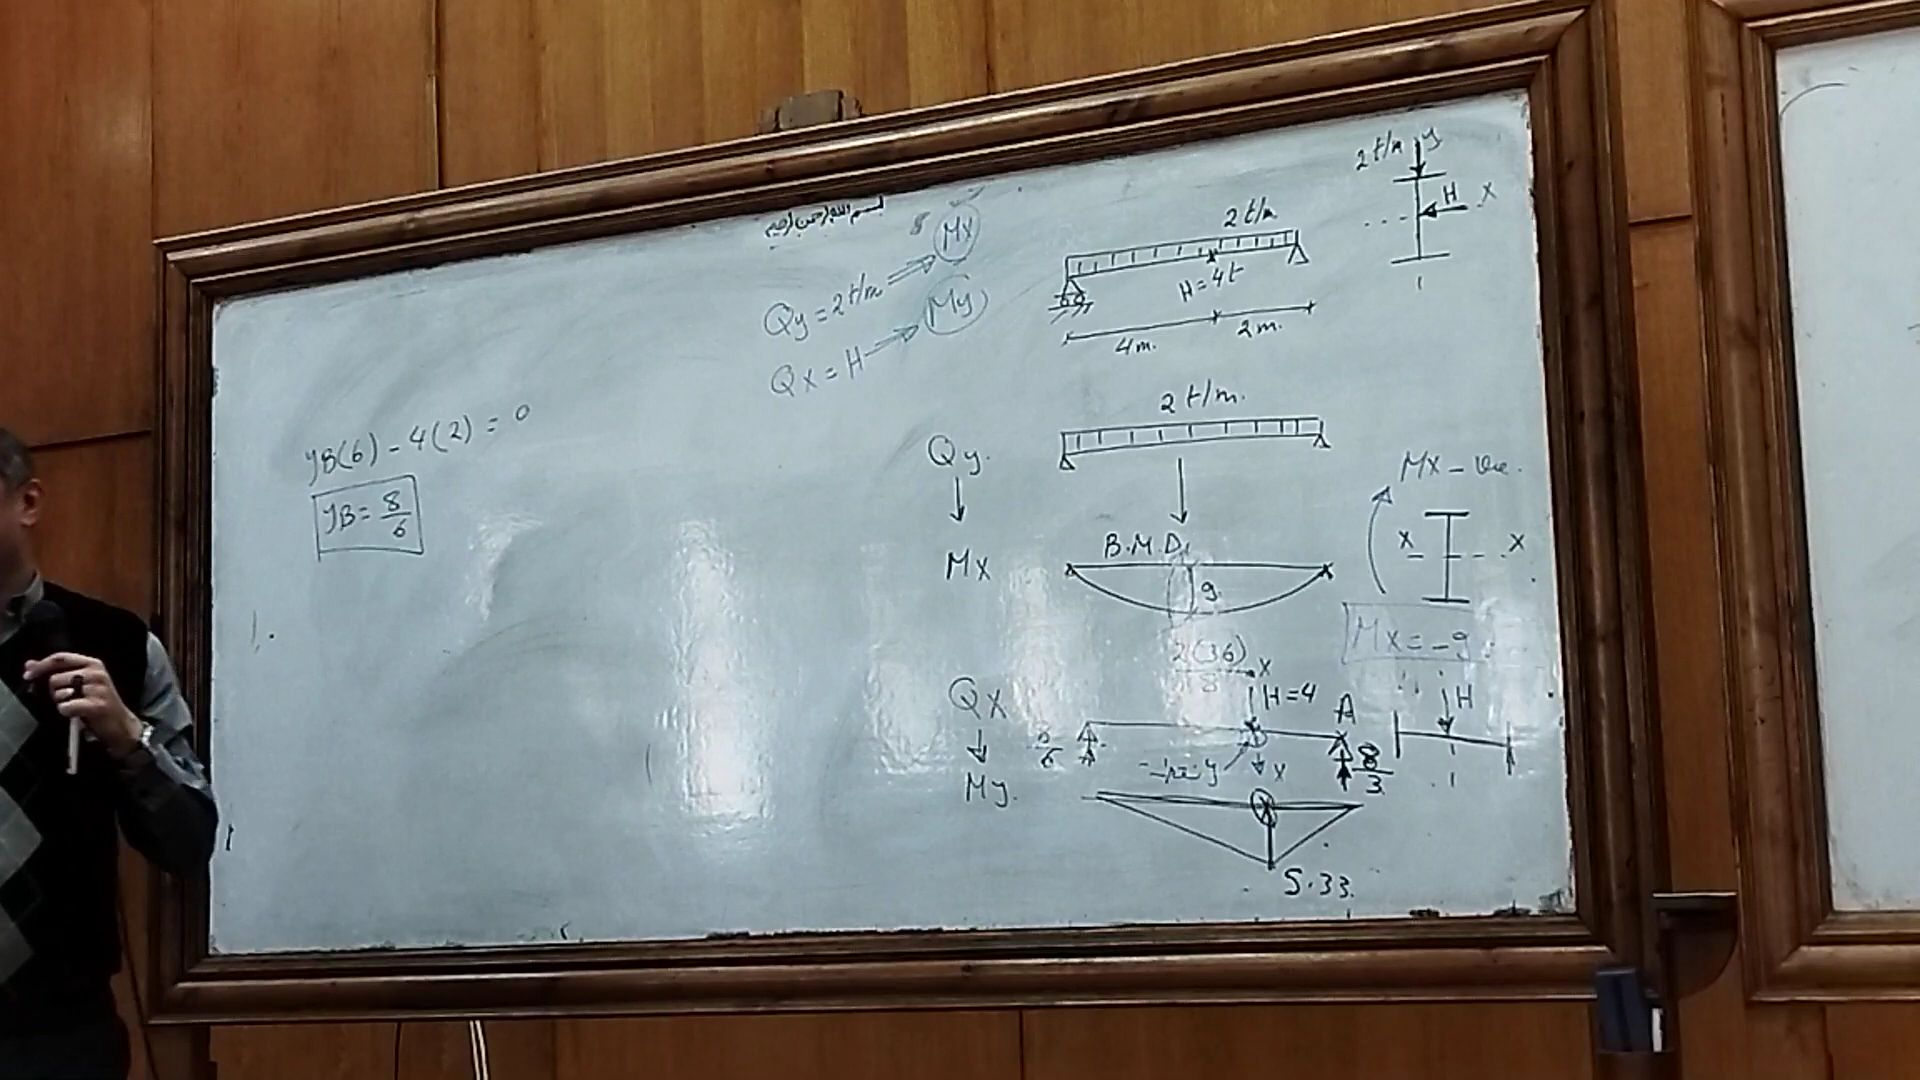 بسم الله الرحمن الرحيم
Qy = 2 t/m ⇒ Mx
Qx = H ⇒ My
2 t/m
H = 4t
4m.
2m.
2 t/m
y
H
X
yB(6) - 4(2) = 0
yB = 8/6
2 t/m.
Qy.
↓
Mx
B.M.D.
9
2(36)
8
Mx - ve.
X
X
Mx = -9
Qx
↓
My.
X
H=4
A
8/6
8/3
y
X
H
5.33.